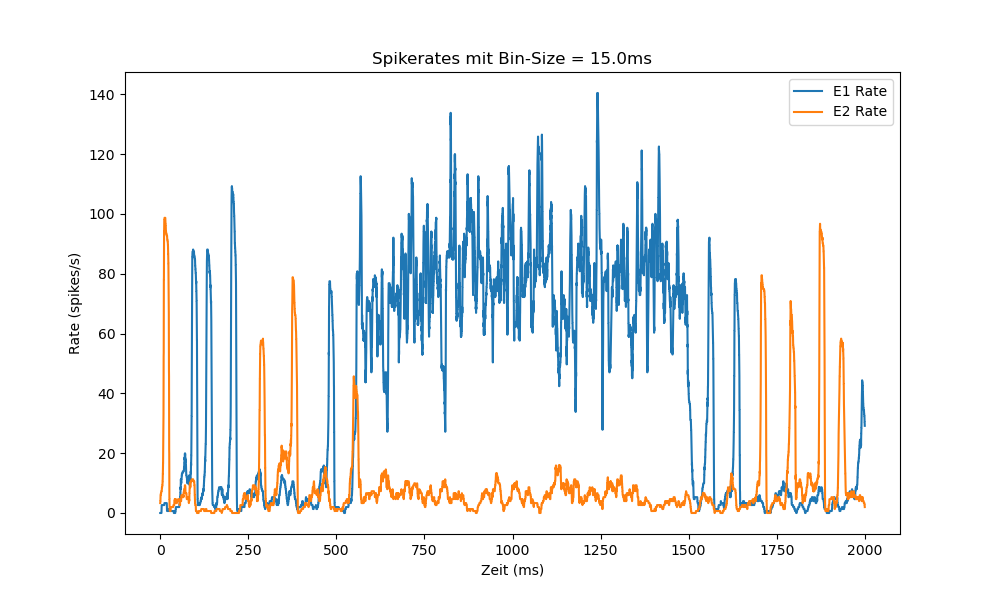 Spikerates mit Bin-Size = 15.0ms
E1 Rate
E2 Rate
Rate (spikes/s)
140
120
100
80
60
40
20
0
0 250 500 750 1000 1250 1500 1750 2000
Zeit (ms)